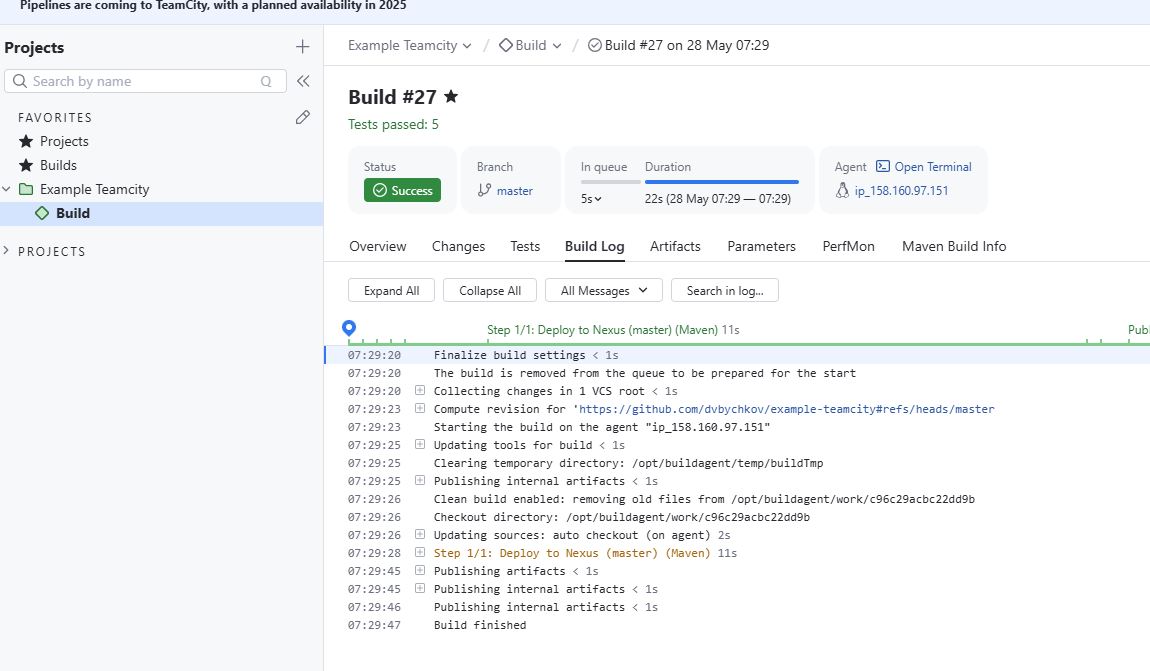 Pipelines are coming to TeamCity, with a planned availability in 2025
Projects
Search by name
Q
FAVORITES
Projects
Builds
Example Teamcity
Build
PROJECTS
Example Teamcity / Build / Build #27 on 28 May 07:29
Build #27
Tests passed: 5
Status
Success
Branch
master
In queue
5s
Duration
22s (28 May 07:29 — 07:29)
Agent Open Terminal
ip_158.160.97.151
Overview Changes Tests Build Log Artifacts Parameters PerfMon Maven Build Info
Expand All Collapse All All Messages Search in log...
Step 1/1: Deploy to Nexus (master) (Maven) 11s Publ
07:29:20 Finalize build settings < 1s
07:29:20 The build is removed from the queue to be prepared for the start
07:29:20 Collecting changes in 1 VCS root < 1s
07:29:23 Compute revision for 'https://github.com/dvbychkov/example-teamcity#refs/heads/master
07:29:23 Starting the build on the agent "ip_158.160.97.151"
07:29:25 Updating tools for build < 1s
07:29:25 Clearing temporary directory: /opt/buildagent/temp/buildTmp
07:29:25 Publishing internal artifacts < 1s
07:29:26 Clean build enabled: removing old files from /opt/buildagent/work/c96c29acbc22dd9b
07:29:26 Checkout directory: /opt/buildagent/work/c96c29acbc22dd9b
07:29:26 Updating sources: auto checkout (on agent) 2s
07:29:28 Step 1/1: Deploy to Nexus (master) (Maven) 11s
07:29:45 Publishing artifacts < 1s
07:29:45 Publishing internal artifacts < 1s
07:29:46 Publishing internal artifacts < 1s
07:29:47 Build finished